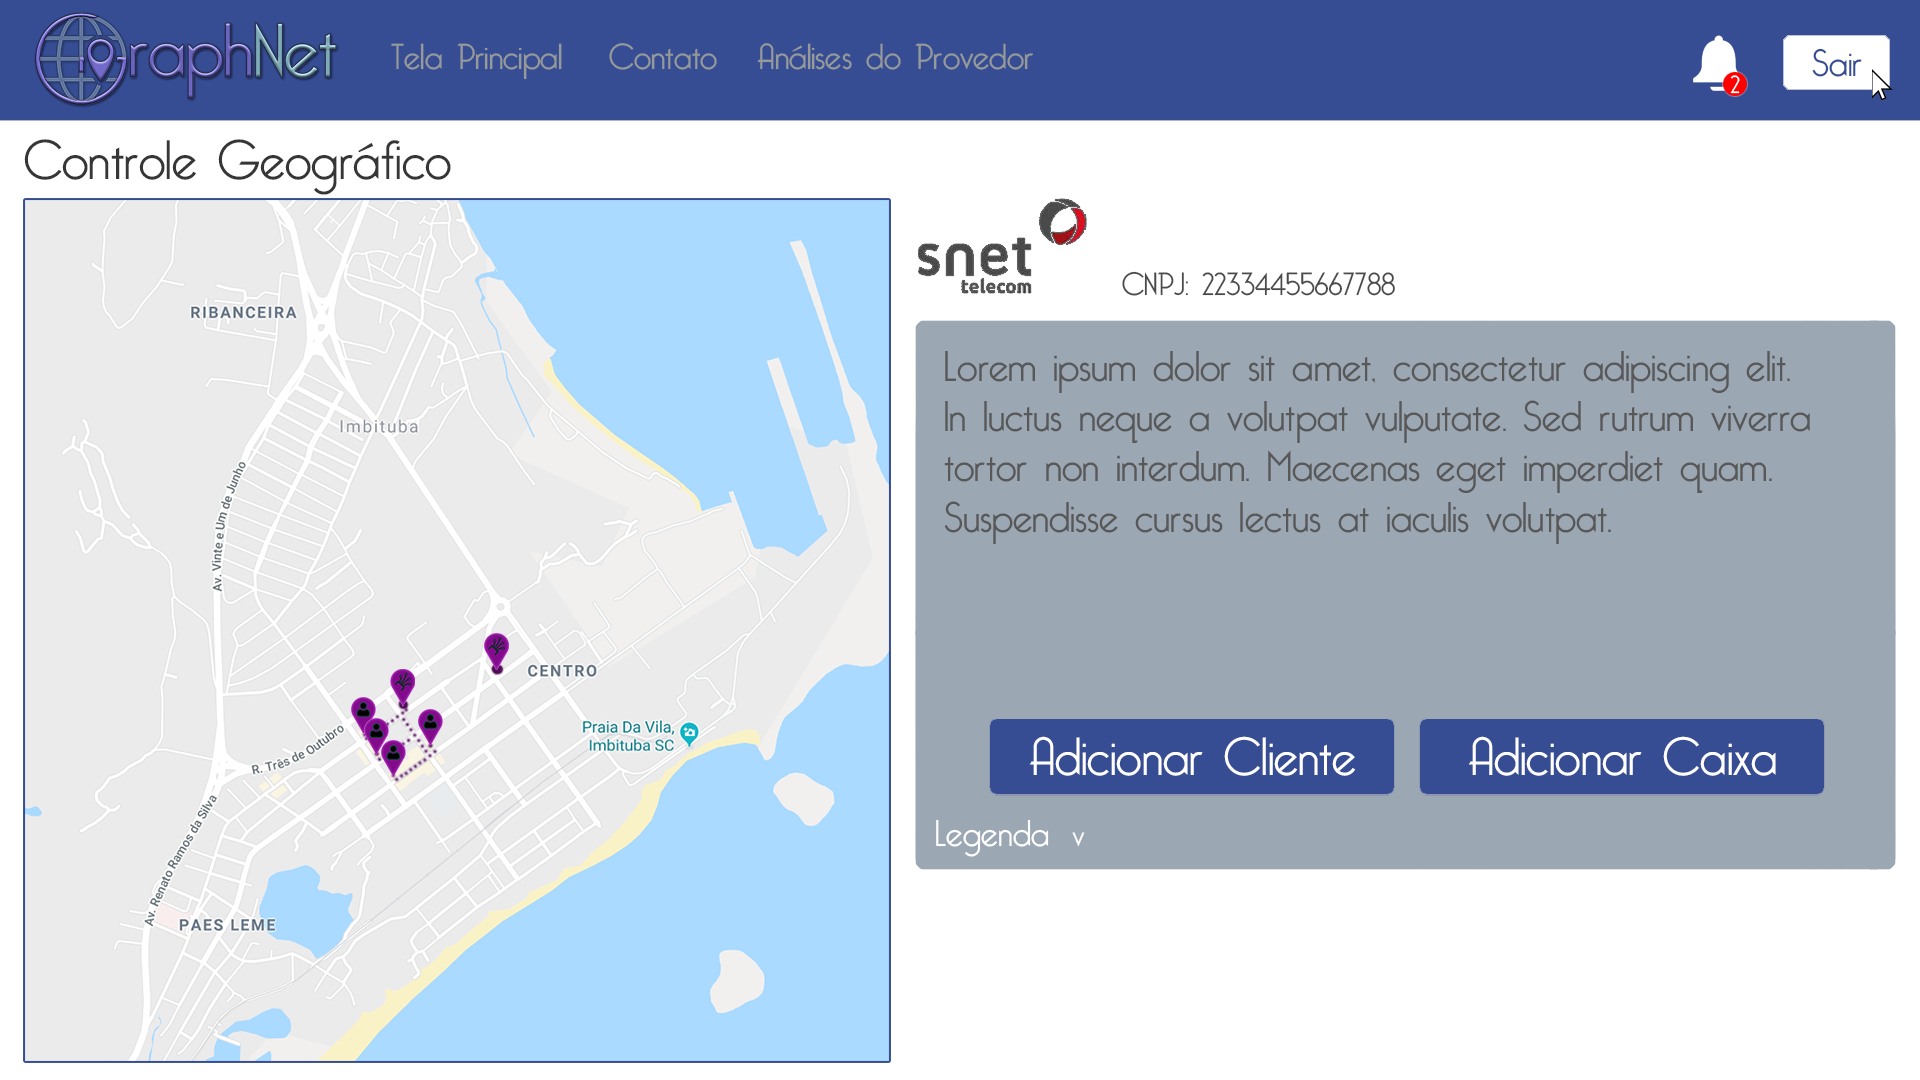 GraphNet
Tela Principal
Contato
Análises do Provedor
2
Sair
Controle Geográfico
RIBANCEIRA
Imbituba
Av. Vinte e Um de Junho
CENTRO
Praia Da Vila,
Imbituba SC
R. Três de Outubro
Av. Renato Ramos da Silva
PAES LEME
snet
telecom
CNPJ: 22334455667788
Lorem ipsum dolor sit amet, consectetur adipiscing elit.
In luctus neque a volutpat vulputate. Sed rutrum viverra
tortor non interdum. Maecenas eget imperdiet quam.
Suspendisse cursus lectus at iaculis volutpat.
Adicionar Cliente
Adicionar Caixa
Legenda v